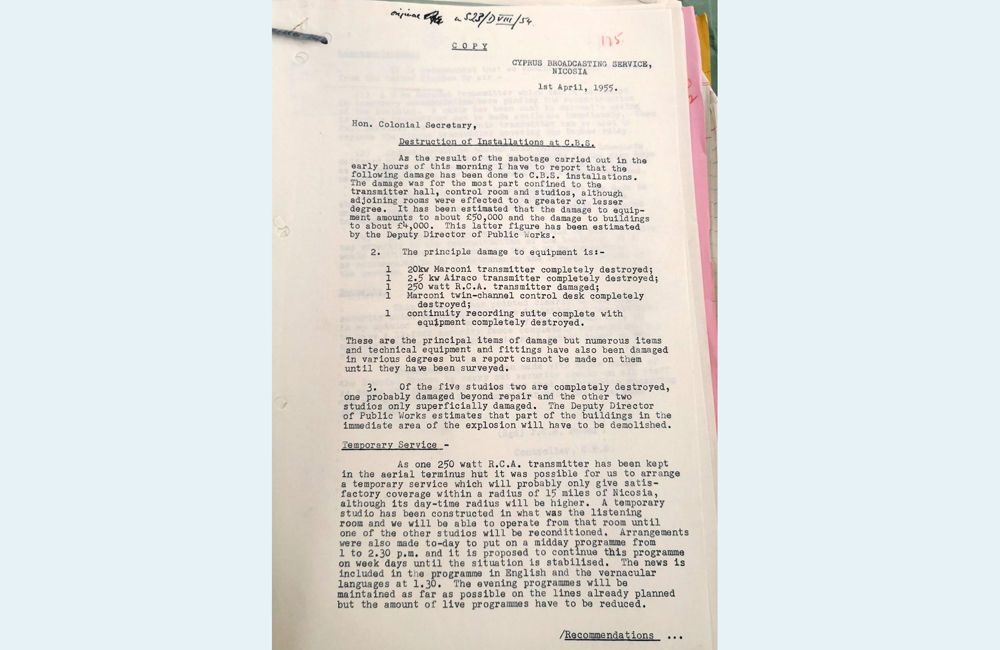 original
S23/D VIII/54.
175.
COPY
CYPRUS BROADCASTING SERVICE,
NICOSIA
1st April, 1955.
Hon. Colonial Secretary,
Destruction of Installations at C.B.S.
As the result of the sabotage carried out in the
early hours of this morning I have to report that the
following damage has been done to C.B.S. installations.
The damage was for the most part confined to the
transmitter hall, control room and studios, although
adjoining rooms were effected to a greater or lesser
degree. It has been estimated that the damage to equip-
ment amounts to about £50,000 and the damage to buildings
to about £4,000. This latter figure has been estimated
by the Deputy Director of Public Works.
2. The principle damage to equipment is:-
1 20kw Marconi transmitter completely destroyed;
1 2.5 kw Airaco transmitter completely destroyed;
1 250 watt R.C.A. transmitter damaged;
1 Marconi twin-channel control desk completely
destroyed;
1 continuity recording suite complete with
equipment completely destroyed.
These are the principal items of damage but numerous items
and technical equipment and fittings have also been damaged
in various degrees but a report cannot be made on them
until they have been surveyed.
3. Of the five studios two are completely destroyed,
one probably damaged beyond repair and the other two
studios only superficially damaged. The Deputy Director
of Public Works estimates that part of the buildings in the
immediate area of the explosion will have to be demolished.
Temporary Service -
As one 250 watt R.C.A. transmitter has been kept
in the aerial terminus hut it was possible for us to arrange
a temporary service which will probably only give satis-
factory coverage within a radius of 15 miles of Nicosia,
although its day-time radius will be higher. A temporary
studio has been constructed in what was the listening
room and we will be able to operate from that room until
one of the other studios will be reconditioned. Arrangements
were also made to-day to put on a midday programme from
1 to 2.30 p.m. and it is proposed to continue this programme
on week days until the situation is stabilised. The news is
included in the programme in English and the vernacular
languages at 1.30. The evening programmes will be
maintained as far as possible on the lines already planned
but the amount of live programmes have to be reduced.
/Recommendations ...